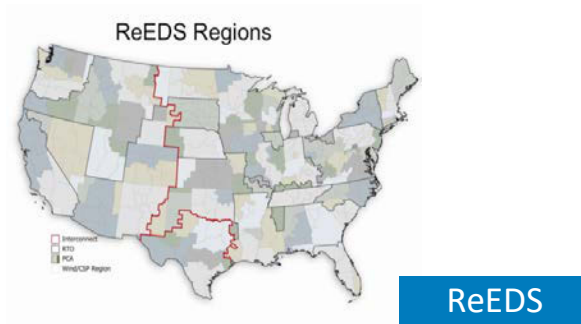 ReEDS Regions
Interconnect
RTO
PCA
Wind/CSP Region
ReEDS